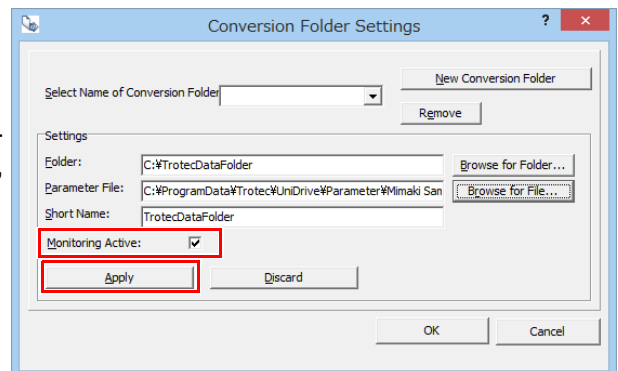 Conversion Folder Settings ? ×
New Conversion Folder
Select Name of Conversion Folder
Remove
Settings
Folder: C:¥TrotecDataFolder Browse for Folder...
Parameter File: C:¥ProgramData¥Trotec¥UniDrive¥Parameter¥Mimaki San Browse for File...
Short Name: TrotecDataFolder
Monitoring Active:
Apply Discard
OK Cancel